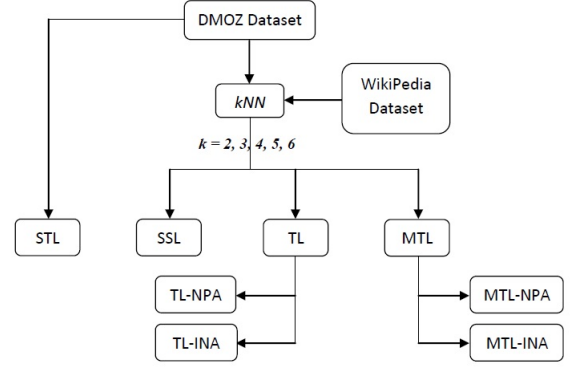 DMOZ Dataset
WikiPedia
Dataset
kNN
k = 2, 3, 4, 5, 6
STL
SSL
TL
MTL
TL-NPA
MTL-NPA
TL-INA
MTL-INA